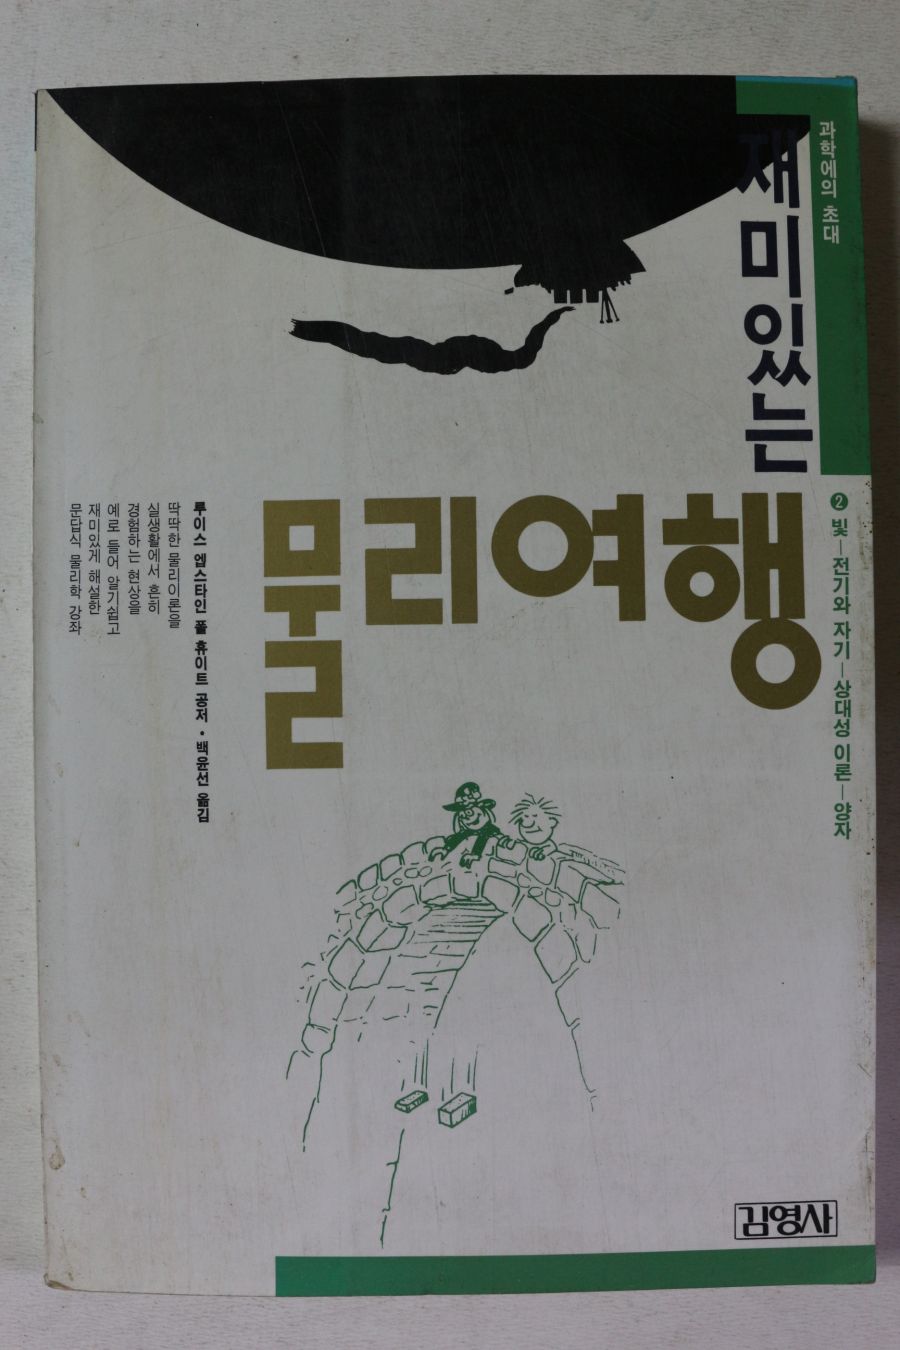 과학에의 초대
재미있는
물리여행
❷ 빛—전기와 자기—상대성 이론—양자
루이스 엡스타인 폴 휴이트 공저 • 백윤선 옮김
딱딱한 물리이론을
실생활에서 흔히
경험하는 현상을
예로 들어 알기쉽고
재미있게 해설한
문답식 물리학 강좌
김영사